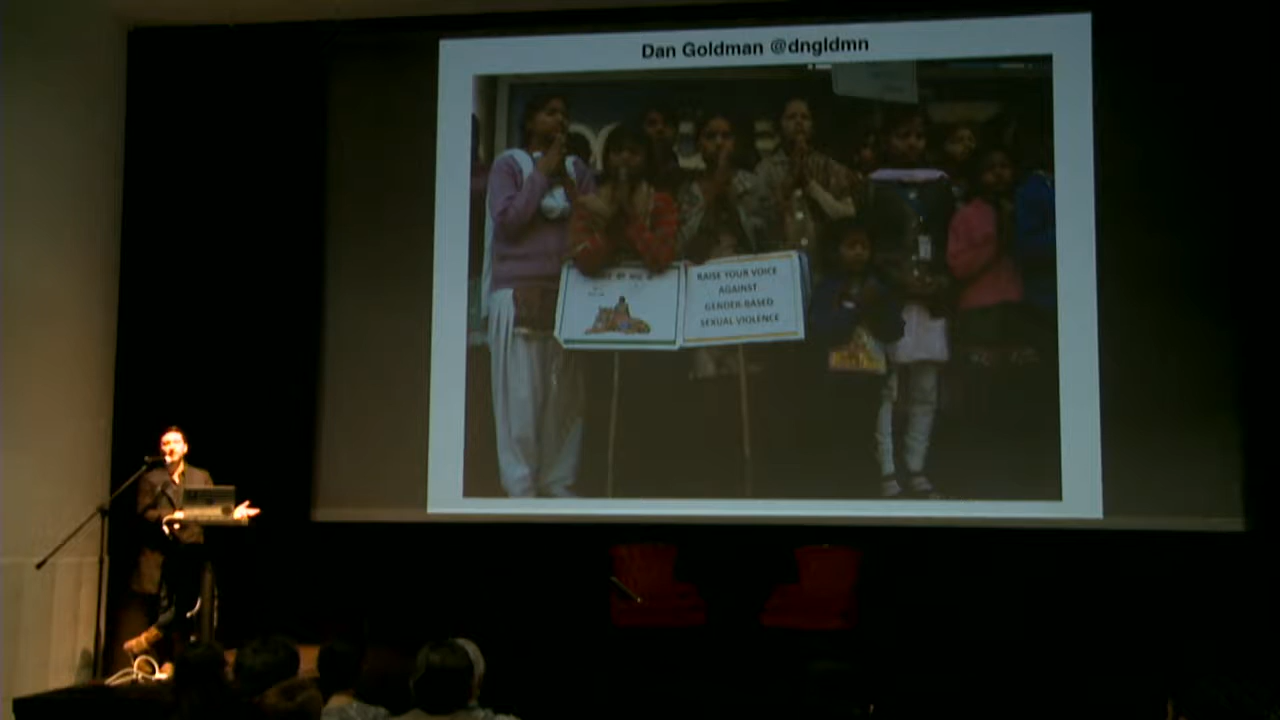 Dan Goldman @dngldmn
RAISE YOUR VOICE
AGAINST
GENDER-BASED
SEXUAL VIOLENCE